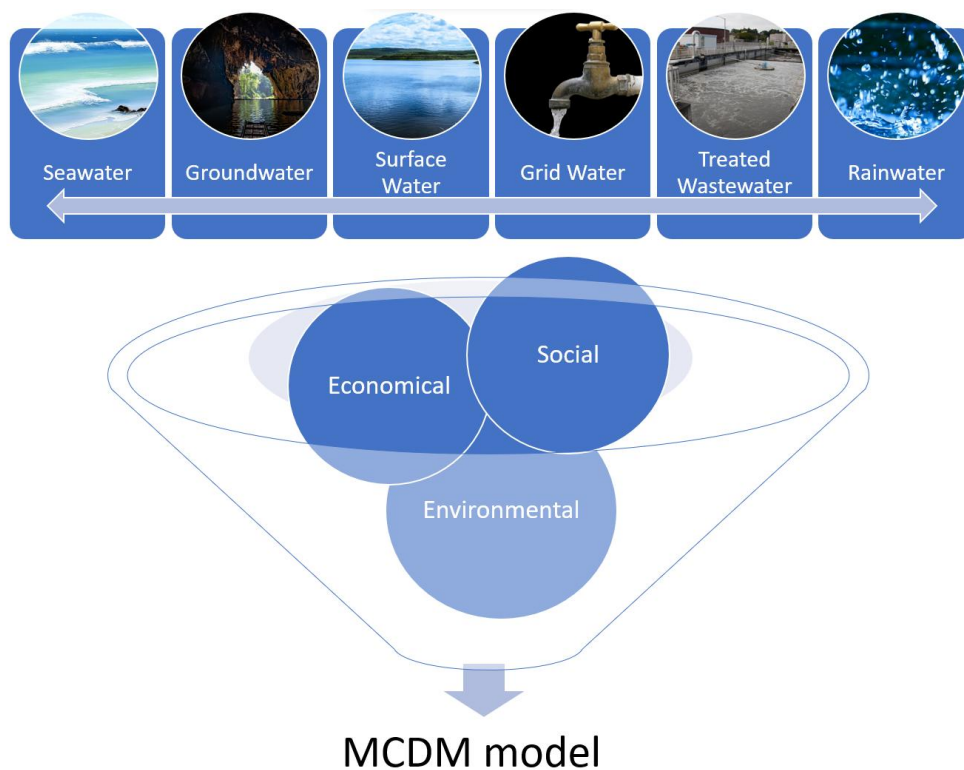 Seawater
Groundwater
Surface
Water
Grid Water
Treated
Wastewater
Rainwater
Social
Economical
Environmental
MCDM model